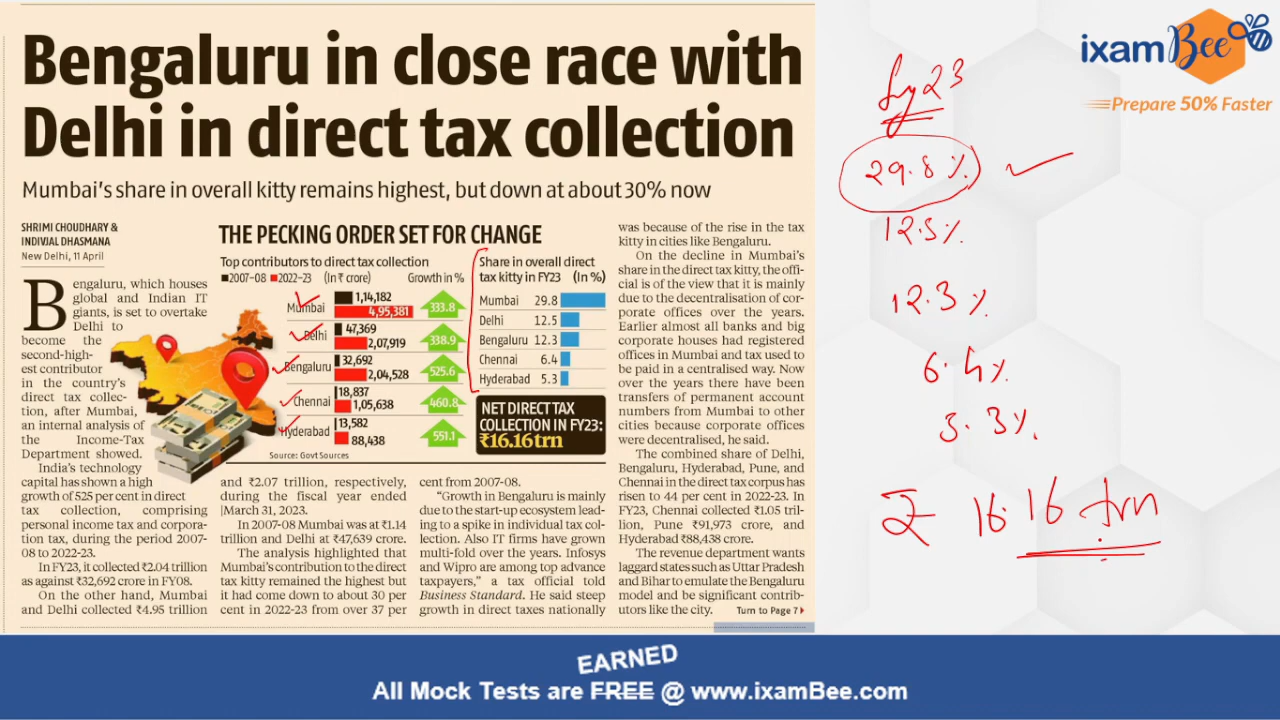 Bengaluru in close race with
Delhi in direct tax collection
Mumbai's share in overall kitty remains highest, but down at about 30% now
SHRIMI CHOUDHARY &
INDIVJAL DHASMANA
New Delhi, 11 April
Bengaluru, which houses
global and Indian IT
giants, is set to overtake
Delhi to
become the
second-high-
est contributor
in the country's
direct tax collec-
tion, after Mumbai,
an internal analysis of
the Income-Tax
Department showed.
India's technology
capital has shown a high
growth of 525 per cent in direct
tax collection, comprising
personal income tax and corpora-
tion tax, during the period 2007-
08 to 2022-23.
In FY23, it collected ₹2.04 trillion
as against ₹32,692 crore in FY08.
On the other hand, Mumbai
and Delhi collected ₹4.95 trillion
THE PECKING ORDER SET FOR CHANGE
Top contributors to direct tax collection
■2007–08 ■2022–23 (In ₹ crore) Growth in %
Mumbai 1,14,182 4,95,381 333.8
Delhi 47,369 2,07,919 338.9
Bengaluru 32,692 2,04,528 525.6
Chennai 18,837 1,05,638 460.8
Hyderabad 13,582 88,438 551.1
Source: Govt Sources
Share in overall direct
tax kitty in FY23 (In %)
Mumbai 29.8
Delhi 12.5
Bengaluru 12.3
Chennai 6.4
Hyderabad 5.3
NET DIRECT TAX
COLLECTION IN FY23:
₹16.16trn
and ₹2.07 trillion, respectively,
during the fiscal year ended
March 31, 2023.
In 2007-08 Mumbai was at ₹1.14
trillion and Delhi at ₹47,639 crore.
The analysis highlighted that
Mumbai's contribution to the direct
tax kitty remained the highest but
it had come down to about 30 per
cent in 2022-23 from over 37 per
cent from 2007-08.
"Growth in Bengaluru is mainly
due to the start-up ecosystem lead-
ing to a spike in individual tax col-
lection. Also IT firms have grown
multi-fold over the years. Infosys
and Wipro are among top advance
taxpayers," a tax official told
Business Standard. He said steep
growth in direct taxes nationally
was because of the rise in the tax
kitty in cities like Bengaluru.
On the decline in Mumbai's
share in the direct tax kitty, the offi-
cial is of the view that it is mainly
due to the decentralisation of cor-
porate offices over the years.
Earlier almost all banks and big
corporate houses had registered
offices in Mumbai and tax used to
be paid in a centralised way. Now
over the years there have been
transfers of permanent account
numbers from Mumbai to other
cities because corporate offices
were decentralised, he said.
The combined share of Delhi,
Bengaluru, Hyderabad, Pune, and
Chennai in the direct tax corpus has
risen to 44 per cent in 2022-23. In
FY23, Chennai collected ₹1.05 tril-
lion, Pune ₹91,973 crore, and
Hyderabad ₹88,438 crore.
The revenue department wants
laggard states such as Uttar Pradesh
and Bihar to emulate the Bengaluru
model and be significant contrib-
utors like the city. Turn to Page 7
ixamBee
Prepare 50% Faster
fy23
29.8%
12.5%
12.3%
6.4%
5.3%
₹ 16.16 trn
EARNED
All Mock Tests are FREE @ www.ixamBee.com